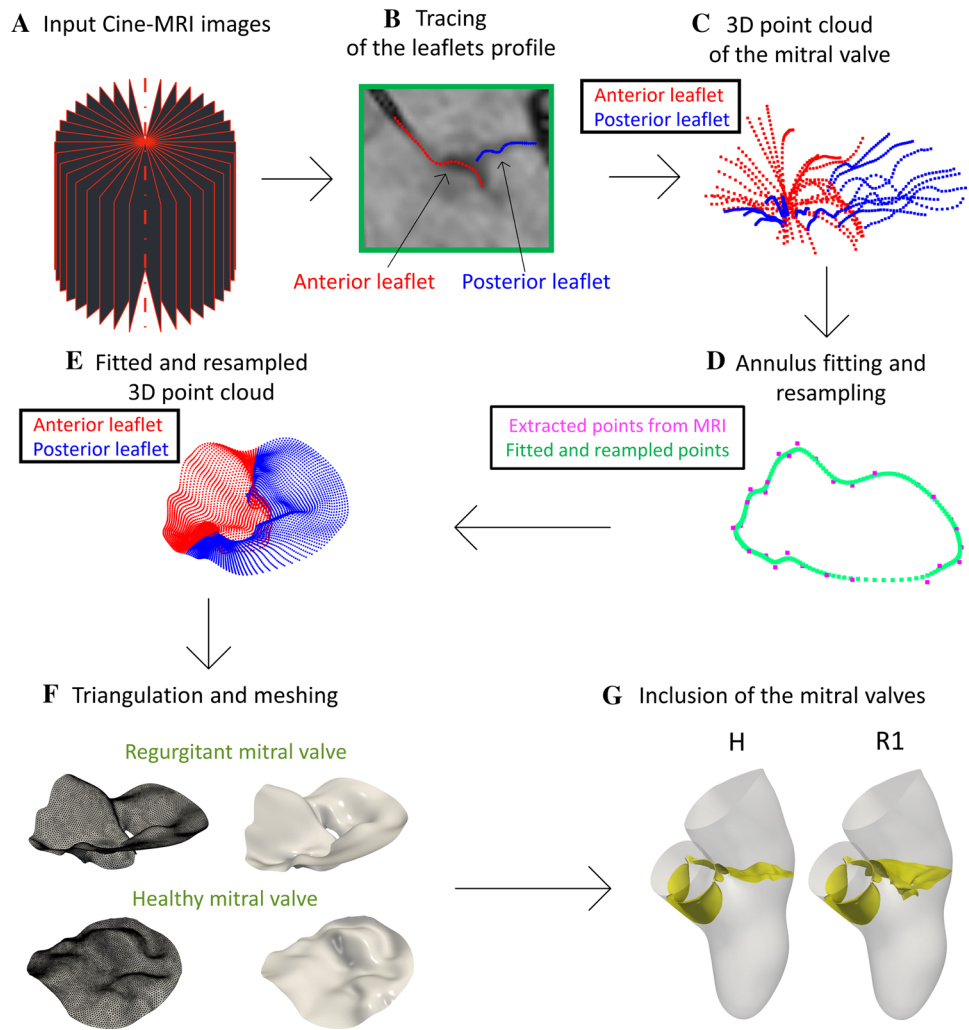 A Input Cine-MRI images
B Tracing
of the leaflets profile
Anterior leaflet
Posterior leaflet
C 3D point cloud
of the mitral valve
Anterior leaflet
Posterior leaflet
D Annulus fitting and
resampling
Extracted points from MRI
Fitted and resampled points
E Fitted and resampled
3D point cloud
Anterior leaflet
Posterior leaflet
F Triangulation and meshing
Regurgitant mitral valve
Healthy mitral valve
G Inclusion of the mitral valves
H
R1